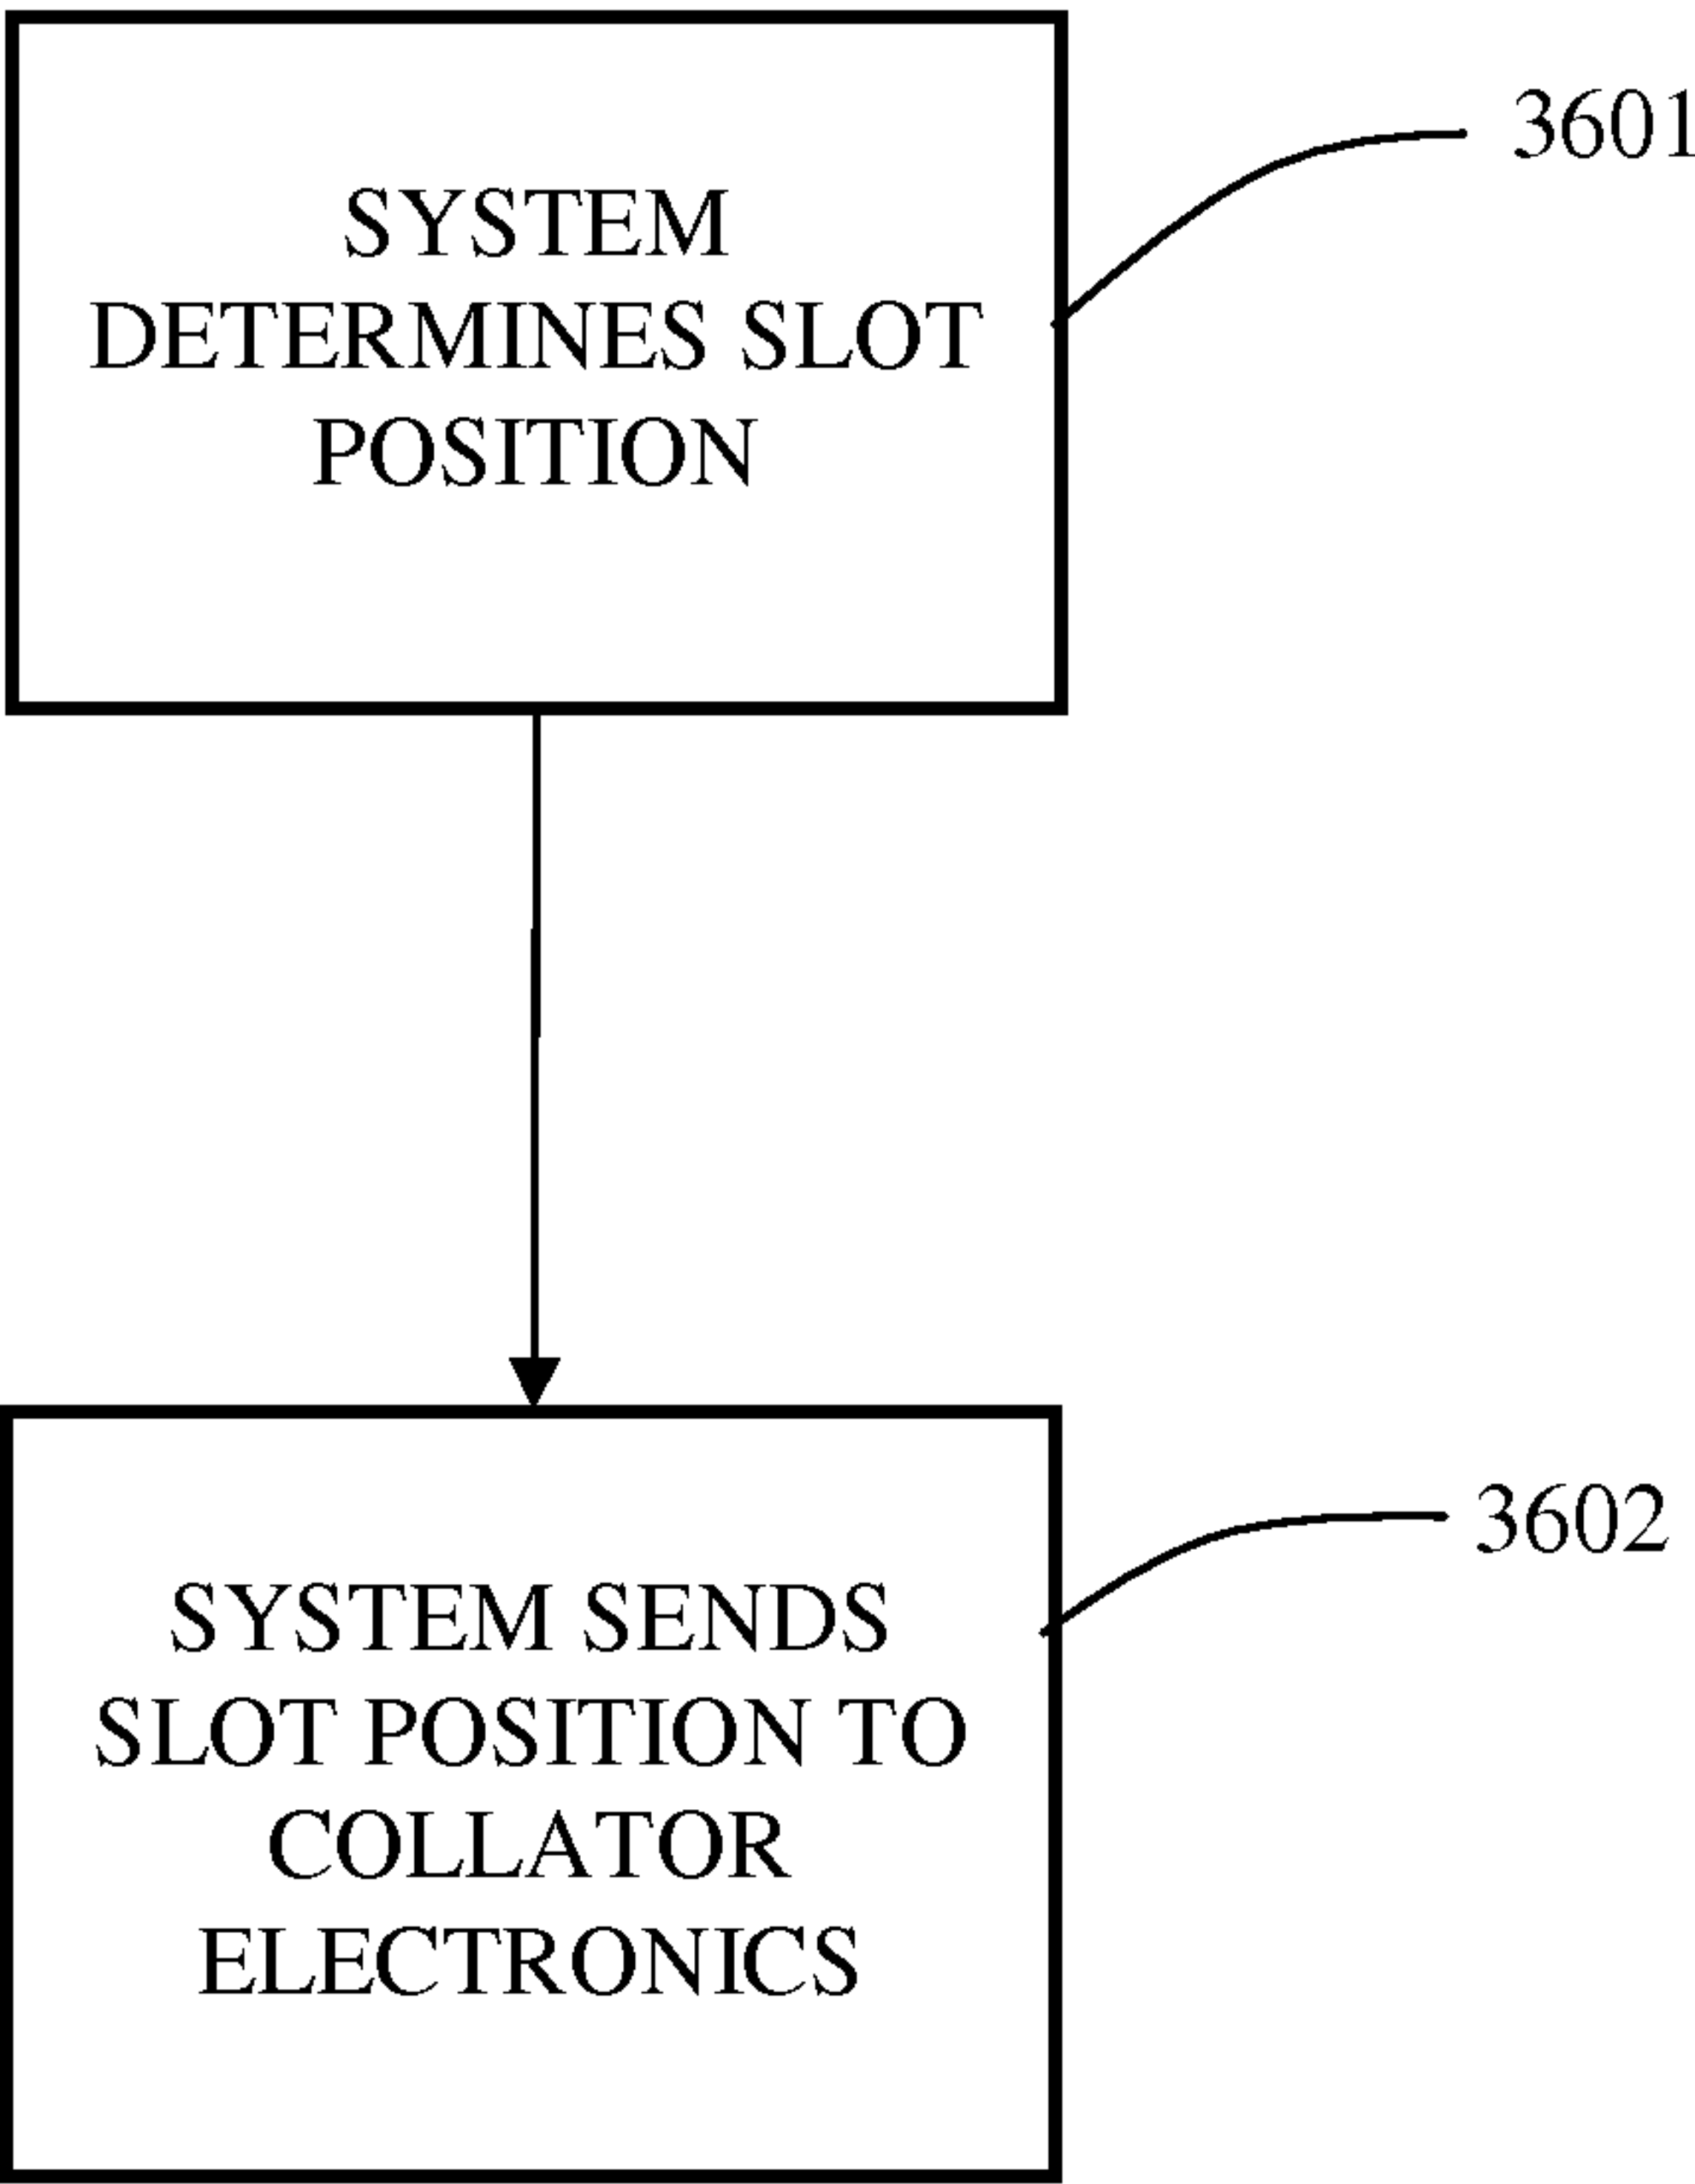 3601
SYSTEM
DETERMINES SLOT
POSITION
3602
SYSTEM SENDS
SLOT POSITION TO
COLLATOR
ELECTRONICS